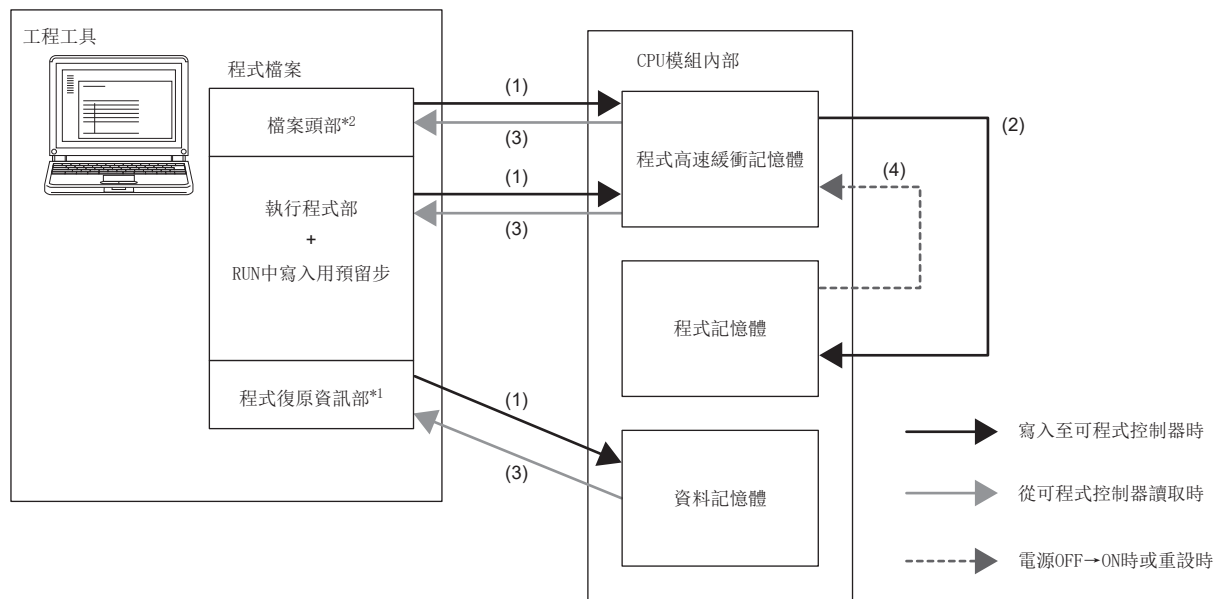 工程工具
程式檔案
檔案頭部*2
執行程式部
+
RUN中寫入用預留步
程式復原資訊部*1
(1)
(3)
(1)
(3)
(1)
(3)
CPU模組內部
程式高速緩衝記憶體
程式記憶體
資料記憶體
(2)
(4)
寫入至可程式控制器時
從可程式控制器讀取時
電源OFF→ON時或重設時